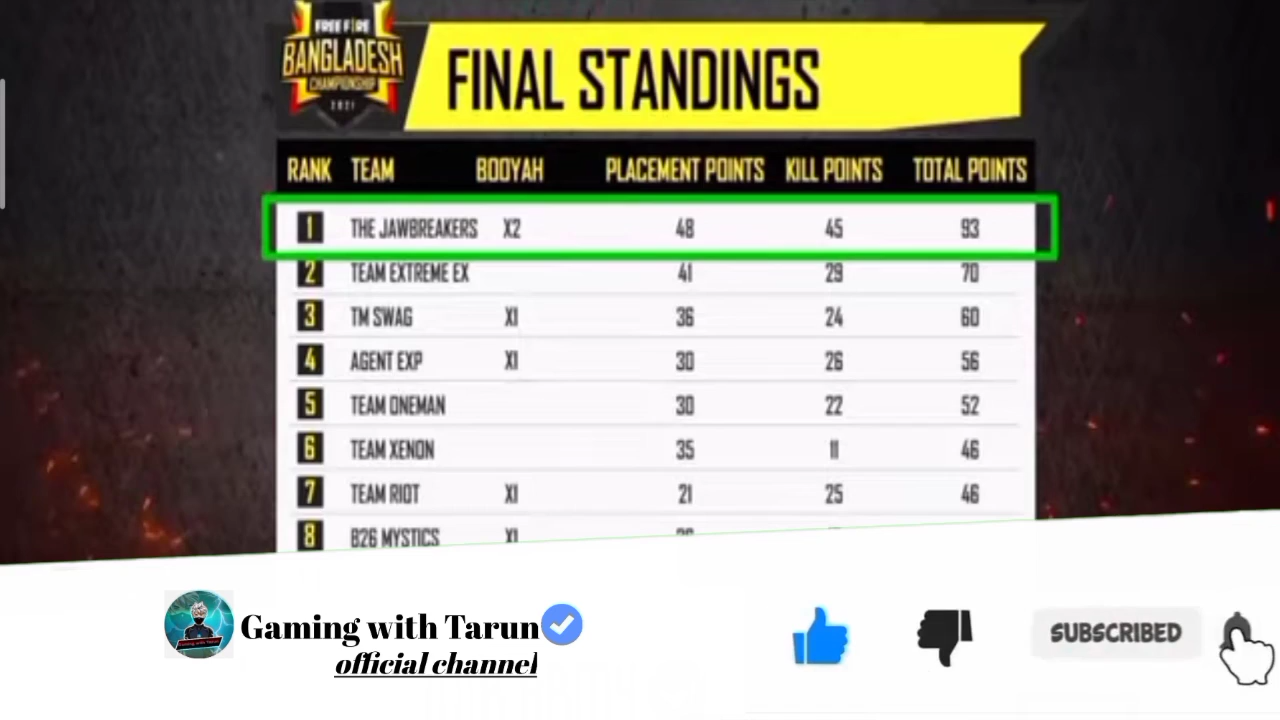 FREE FIRE
BANGLADESH
CHAMPIONSHIP
2021
FINAL STANDINGS
RANK TEAM BOOYAH PLACEMENT POINTS KILL POINTS TOTAL POINTS
1 THE JAWBREAKERS X2 48 45 93
2 TEAM EXTREME EX 41 29 70
3 TM SWAG X1 36 24 60
4 AGENT EXP X1 30 26 56
5 TEAM ONEMAN 30 22 52
6 TEAM XENON 35 11 46
7 TEAM RIOT X1 21 25 46
8 B26 MYSTICS X1
Gaming with Tarun
official channel
SUBSCRIBED